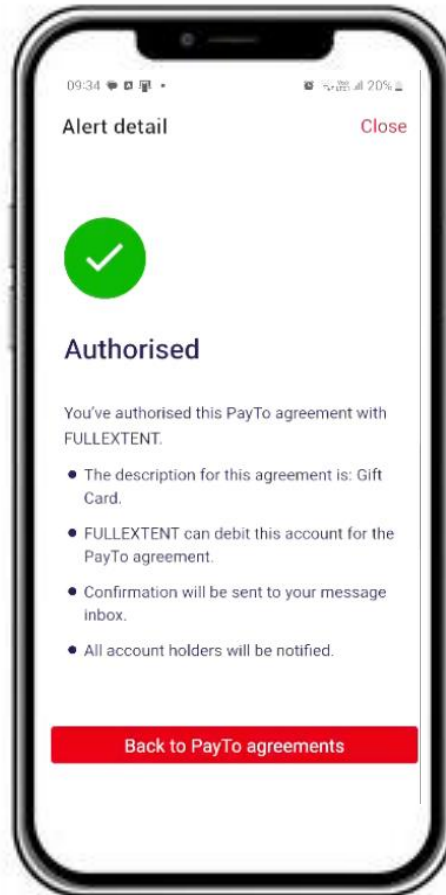 09:34
20%
Alert detail
Close
Authorised
You've authorised this PayTo agreement with
FULLEXTENT.
• The description for this agreement is: Gift
Card.
• FULLEXTENT can debit this account for the
PayTo agreement.
• Confirmation will be sent to your message
inbox.
• All account holders will be notified.
Back to PayTo agreements